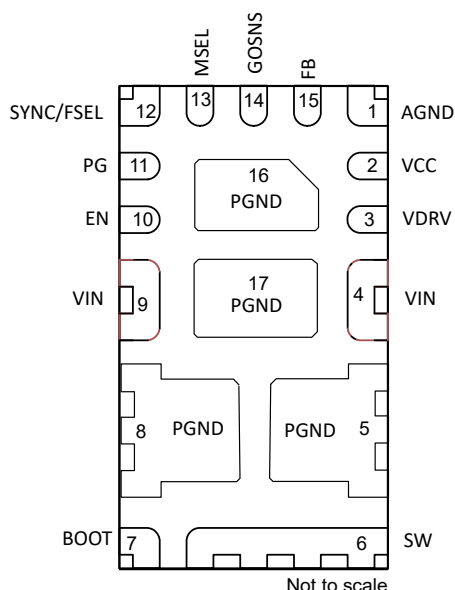 MSEL
GOSNS
FB
SYNC/FSEL
12
13
14
15
1
AGND
PG
11
2
VCC
16
PGND
EN
10
3
VDRV
VIN
9
17
PGND
4
VIN
8
PGND
PGND
5
BOOT
7
6
SW
Not to scale